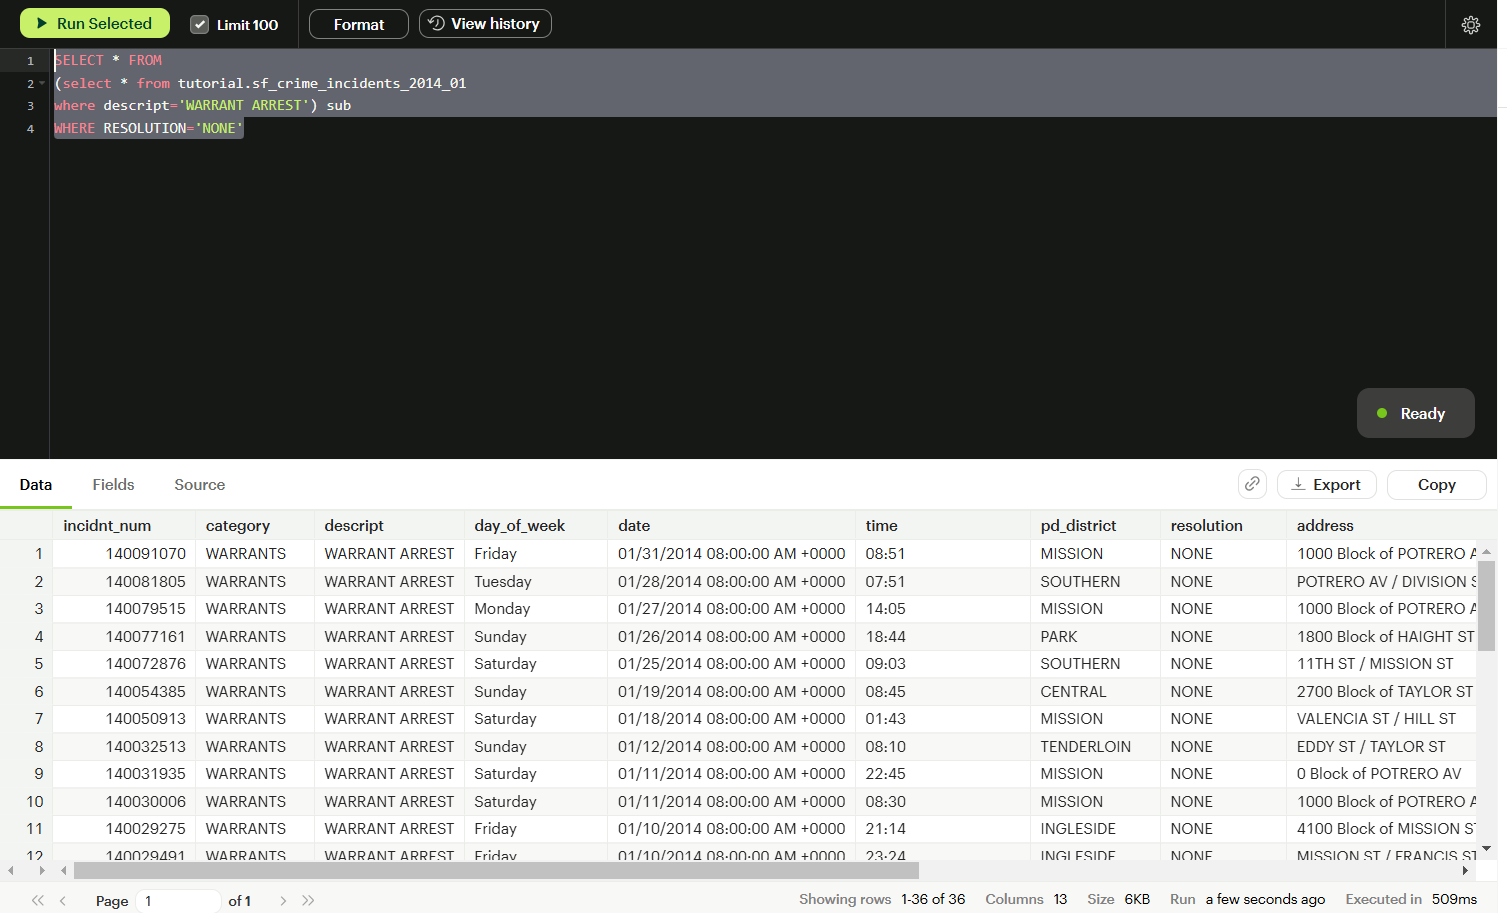 Run Selected Limit 100 Format View history
1 SELECT * FROM
2 (select * from tutorial.sf_crime_incidents_2014_01
3 where descript='WARRANT ARREST') sub
4 WHERE RESOLUTION='NONE'
Ready
Data Fields Source Export Copy
incidnt_num category descript day_of_week date time pd_district resolution address
1 140091070 WARRANTS WARRANT ARREST Friday 01/31/2014 08:00:00 AM +0000 08:51 MISSION NONE 1000 Block of POTRERO A
2 140081805 WARRANTS WARRANT ARREST Tuesday 01/28/2014 08:00:00 AM +0000 07:51 SOUTHERN NONE POTRERO AV / DIVISION S
3 140079515 WARRANTS WARRANT ARREST Monday 01/27/2014 08:00:00 AM +0000 14:05 MISSION NONE 1000 Block of POTRERO A
4 140077161 WARRANTS WARRANT ARREST Sunday 01/26/2014 08:00:00 AM +0000 18:44 PARK NONE 1800 Block of HAIGHT ST
5 140072876 WARRANTS WARRANT ARREST Saturday 01/25/2014 08:00:00 AM +0000 09:03 SOUTHERN NONE 11TH ST / MISSION ST
6 140054385 WARRANTS WARRANT ARREST Sunday 01/19/2014 08:00:00 AM +0000 08:45 CENTRAL NONE 2700 Block of TAYLOR ST
7 140050913 WARRANTS WARRANT ARREST Saturday 01/18/2014 08:00:00 AM +0000 01:43 MISSION NONE VALENCIA ST / HILL ST
8 140032513 WARRANTS WARRANT ARREST Sunday 01/12/2014 08:00:00 AM +0000 08:10 TENDERLOIN NONE EDDY ST / TAYLOR ST
9 140031935 WARRANTS WARRANT ARREST Saturday 01/11/2014 08:00:00 AM +0000 22:45 MISSION NONE 0 Block of POTRERO AV
10 140030006 WARRANTS WARRANT ARREST Saturday 01/11/2014 08:00:00 AM +0000 08:30 MISSION NONE 1000 Block of POTRERO A
11 140029275 WARRANTS WARRANT ARREST Friday 01/10/2014 08:00:00 AM +0000 21:14 INGLESIDE NONE 4100 Block of MISSION ST
12 140029491 WARRANTS WARRANT ARREST Friday 01/10/2014 08:00:00 AM +0000 23:24 INGLESIDE NONE MISSION ST / FRANCIS ST
Page 1 of 1 Showing rows 1-36 of 36 Columns 13 Size 6KB Run a few seconds ago Executed in 509ms